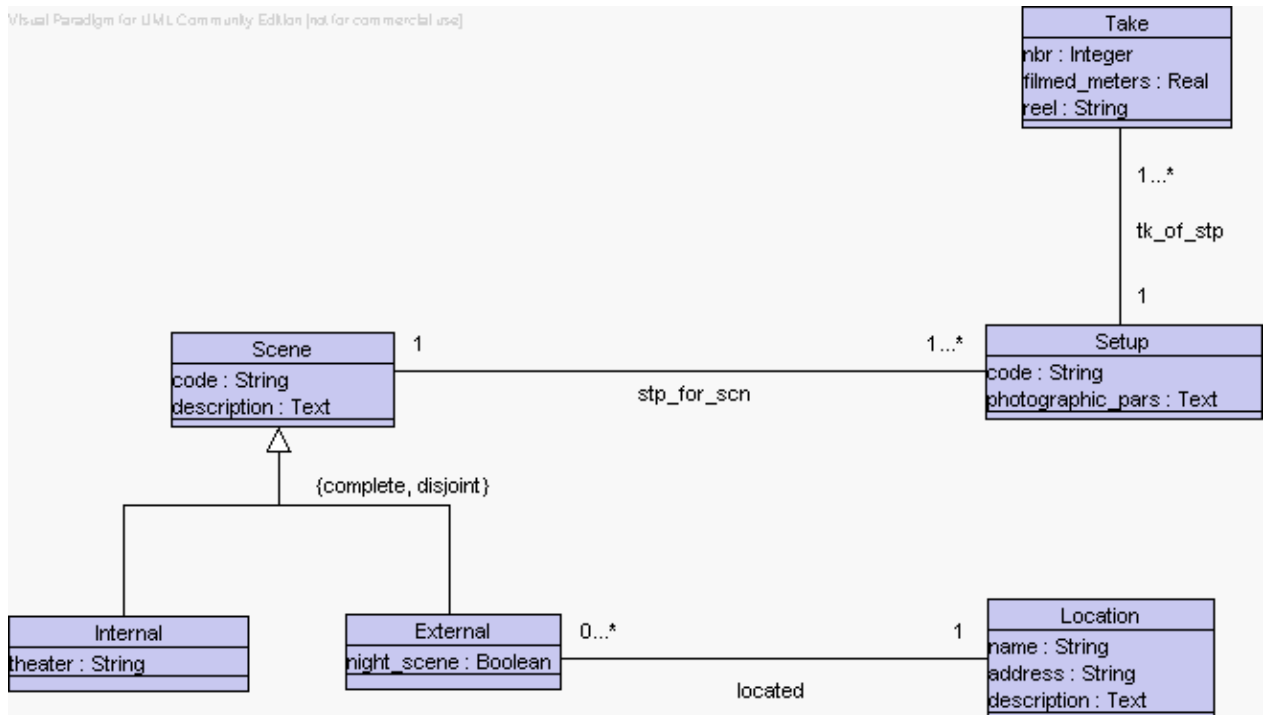 Visual Paradigm for UML Community Edition [not for commercial use]
Take
nbr : Integer
filmed_meters : Real
reel : String
1...*
tk_of_stp
1
Scene
code : String
description : Text
1
1...*
stp_for_scn
Setup
code : String
photographic_pars : Text
{complete, disjoint}
Internal
theater : String
External
night_scene : Boolean
0...*
1
located
Location
name : String
address : String
description : Text